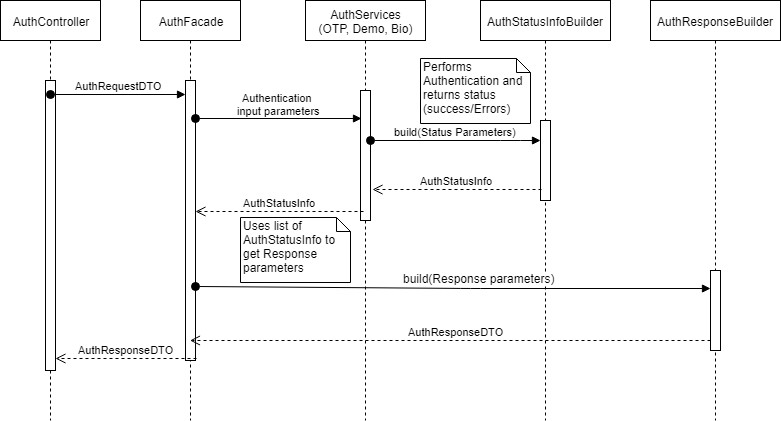 AuthController
AuthFacade
AuthServices
(OTP, Demo, Bio)
AuthStatusInfoBuilder
AuthResponseBuilder
Performs
Authentication and
returns status
(success/Errors)
AuthRequestDTO
Authentication
input parameters
build(Status Parameters)
AuthStatusInfo
AuthStatusInfo
Uses list of
AuthStatusInfo to
get Response
parameters
build(Response parameters)
AuthResponseDTO
AuthResponseDTO